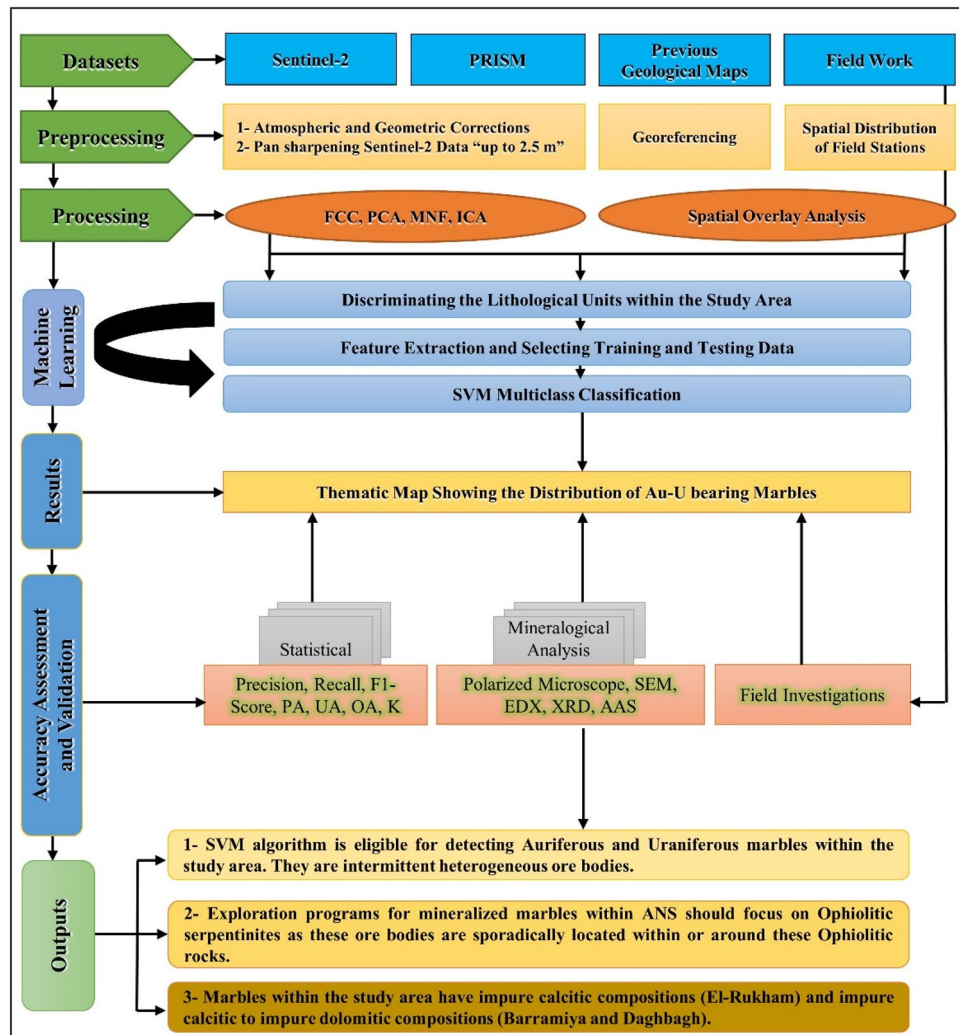 Datasets
Sentinel-2
PRISM
Previous
Geological Maps
Field Work
Preprocessing
1- Atmospheric and Geometric Corrections
2- Pan sharpening Sentinel-2 Data “up to 2.5 m”
Georeferencing
Spatial Distribution
of Field Stations
Processing
FCC, PCA, MNF, ICA
Spatial Overlay Analysis
Machine
Learning
Discriminating the Lithological Units within the Study Area
Feature Extraction and Selecting Training and Testing Data
SVM Multiclass Classification
Results
Thematic Map Showing the Distribution of Au-U bearing Marbles
Accuracy Assessment
and Validation
Statistical
Precision, Recall, F1-
Score, PA, UA, OA, K
Mineralogical
Analysis
Polarized Microscope, SEM,
EDX, XRD, AAS
Field Investigations
Outputs
1- SVM algorithm is eligible for detecting Auriferous and Uraniferous marbles within the
study area. They are intermittent heterogeneous ore bodies.
2- Exploration programs for mineralized marbles within ANS should focus on Ophiolitic
serpentinites as these ore bodies are sporadically located within or around these Ophiolitic
rocks.
3- Marbles within the study area have impure calcitic compositions (El-Rukham) and impure
calcitic to impure dolomitic compositions (Barramiya and Daghbagh).